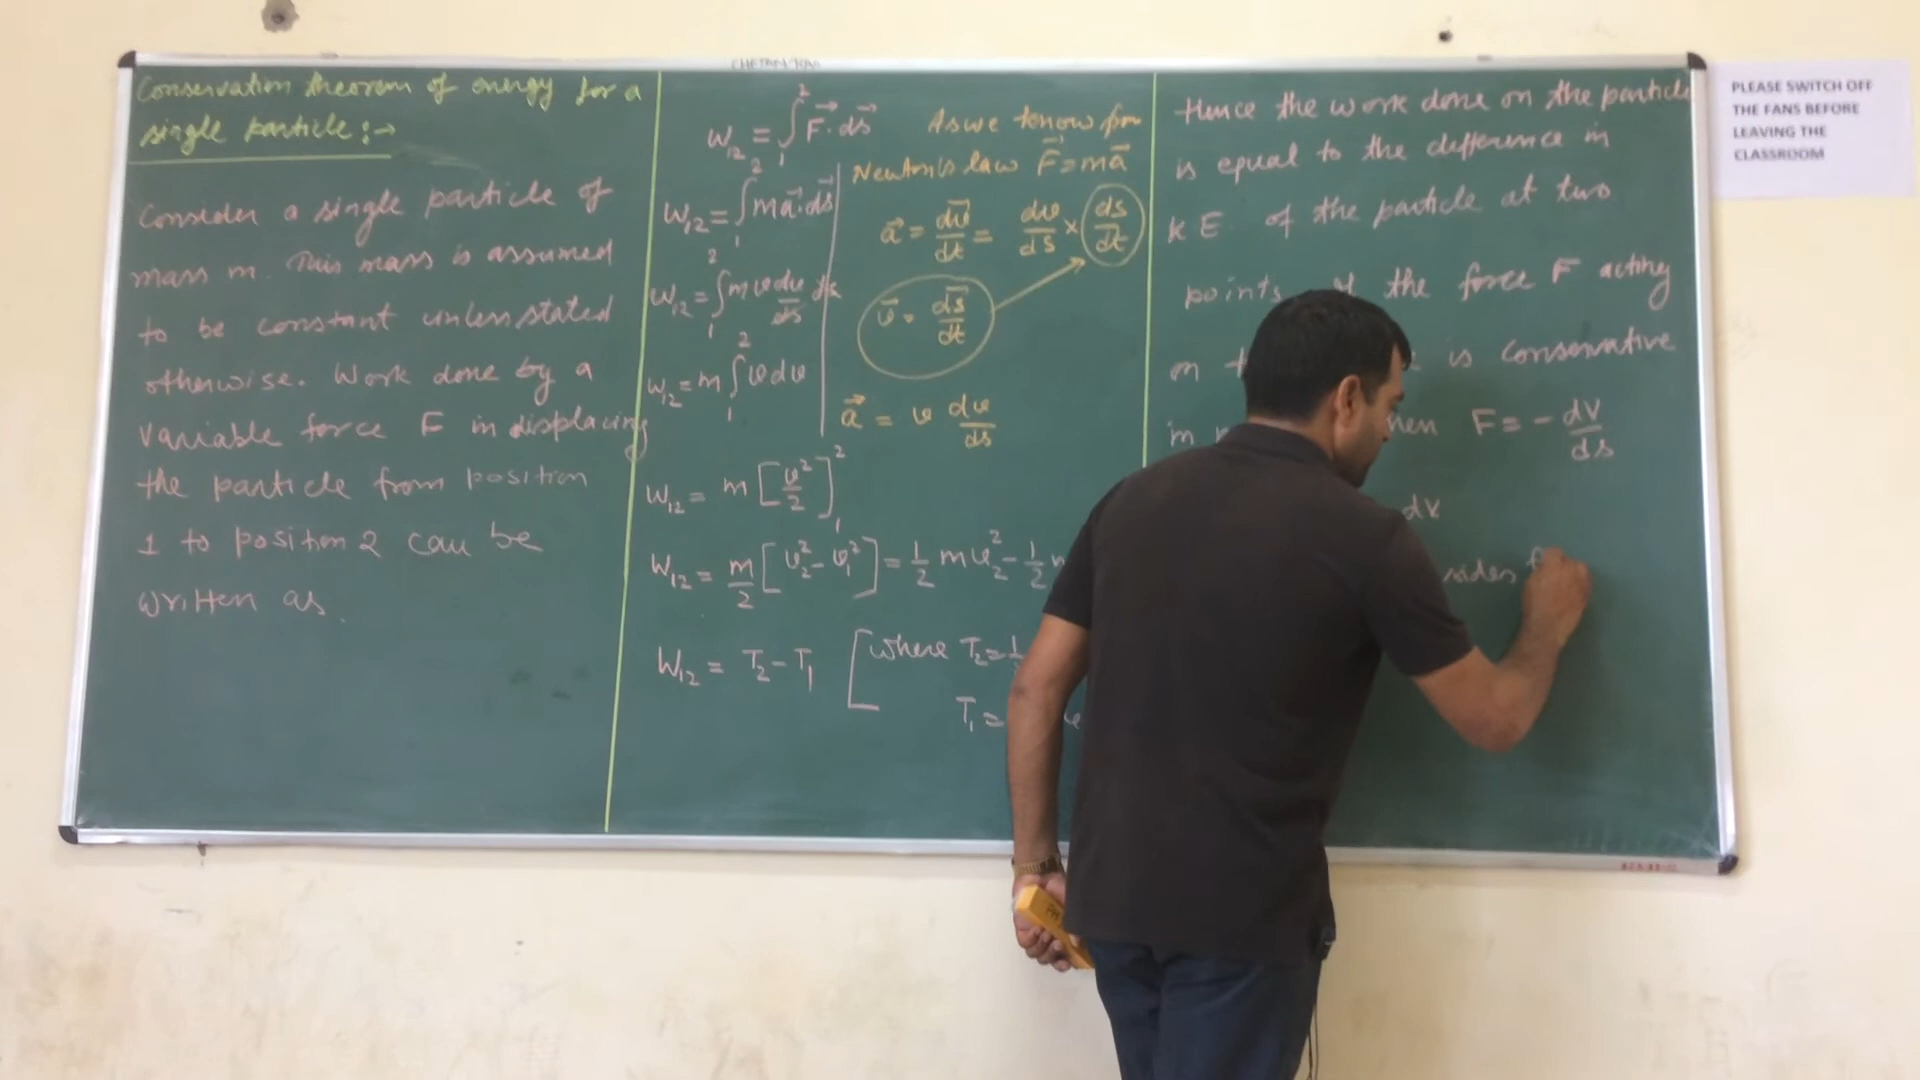 Conservation theorem of energy for a
single particle:→
Consider a single particle of
mass m. This mass is assumed
to be constant unless stated
otherwise. Work done by a
variable force F in displacing
the particle from position
1 to position 2 can be
written as.
W₁₂ = ∫₁² F⃗. ds⃗
W₁₂ = ∫₁² ma⃗.ds⃗
W₁₂ = ∫₁² m v dv/ds ds
W₁₂ = m ∫₁² v dv
As we know
Newton's law F⃗ = ma⃗
a⃗ = dv⃗/dt = dv/ds × ds/dt
v⃗ = ds⃗/dt
a⃗ = v dv/ds
W₁₂ = m [v²/2]₁²
W₁₂ = m/2 [v₂² - v₁²] = 1/2 m v₂² - 1/2
W₁₂ = T₂ - T₁ [where T₂ =
T₁ =
Hence the work done on the particle
is equal to the difference in
KE of the particle at two
points the force F acting
on is conservative
in F = - dV/ds
dV
sides
PLEASE SWITCH OFF
THE FANS BEFORE
LEAVING THE
CLASSROOM